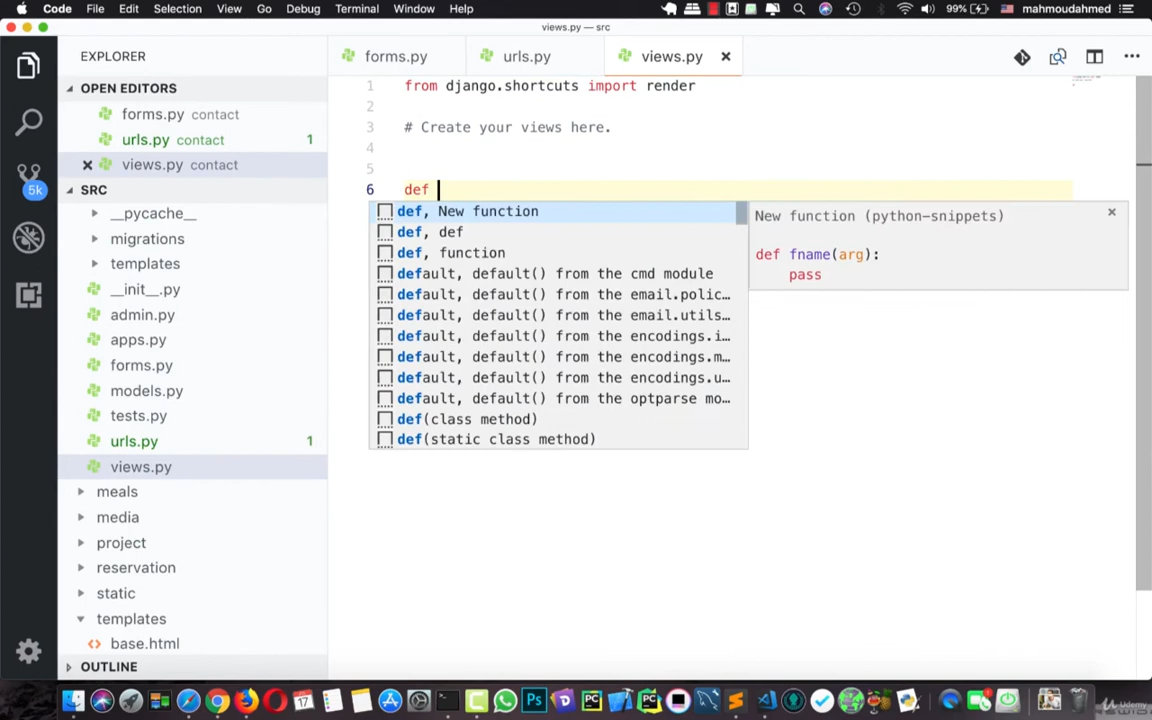 Code File Edit Selection View Go Debug Terminal Window Help 99% mahmoudahmed
views.py — src
EXPLORER
forms.py urls.py views.py
OPEN EDITORS
forms.py contact
urls.py contact 1
views.py contact
5k
SRC
__pycache__
migrations
templates
__init__.py
admin.py
apps.py
forms.py
models.py
tests.py
urls.py 1
views.py
meals
media
project
reservation
static
templates
base.html
OUTLINE
1 from django.shortcuts import render
2
3 # Create your views here.
4
5
6 def
def, New function
def, def
def, function
default, default() from the cmd module
default, default() from the email.polic…
default, default() from the email.utils…
default, default() from the encodings.i…
default, default() from the encodings.m…
default, default() from the encodings.u…
default, default() from the optparse mo…
def(class method)
def(static class method)
New function (python-snippets)
def fname(arg):
pass
17
Ps
PC
PC
1
Udemy